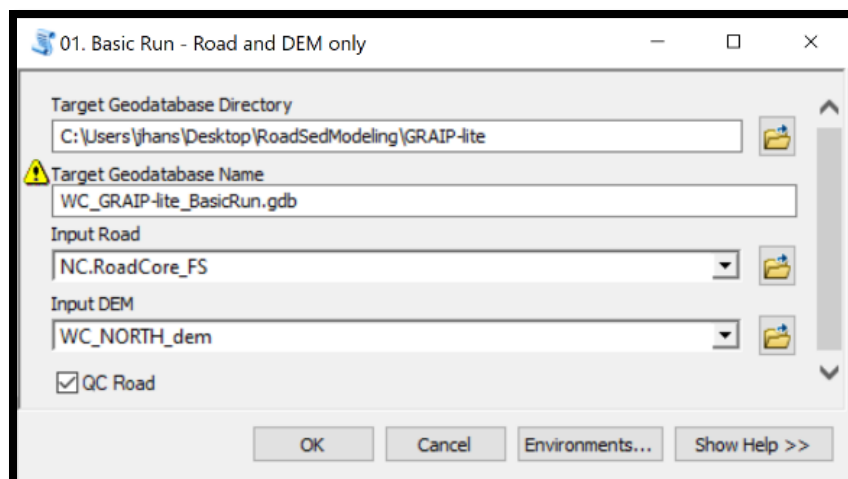 01. Basic Run - Road and DEM only
Target Geodatabase Directory
C:\Users\jhans\Desktop\RoadSedModeling\GRAIP-lite
Target Geodatabase Name
WC_GRAIP-lite_BasicRun.gdb
Input Road
NC.RoadCore_FS
Input DEM
WC_NORTH_dem
QC Road
OK Cancel Environments... Show Help >>